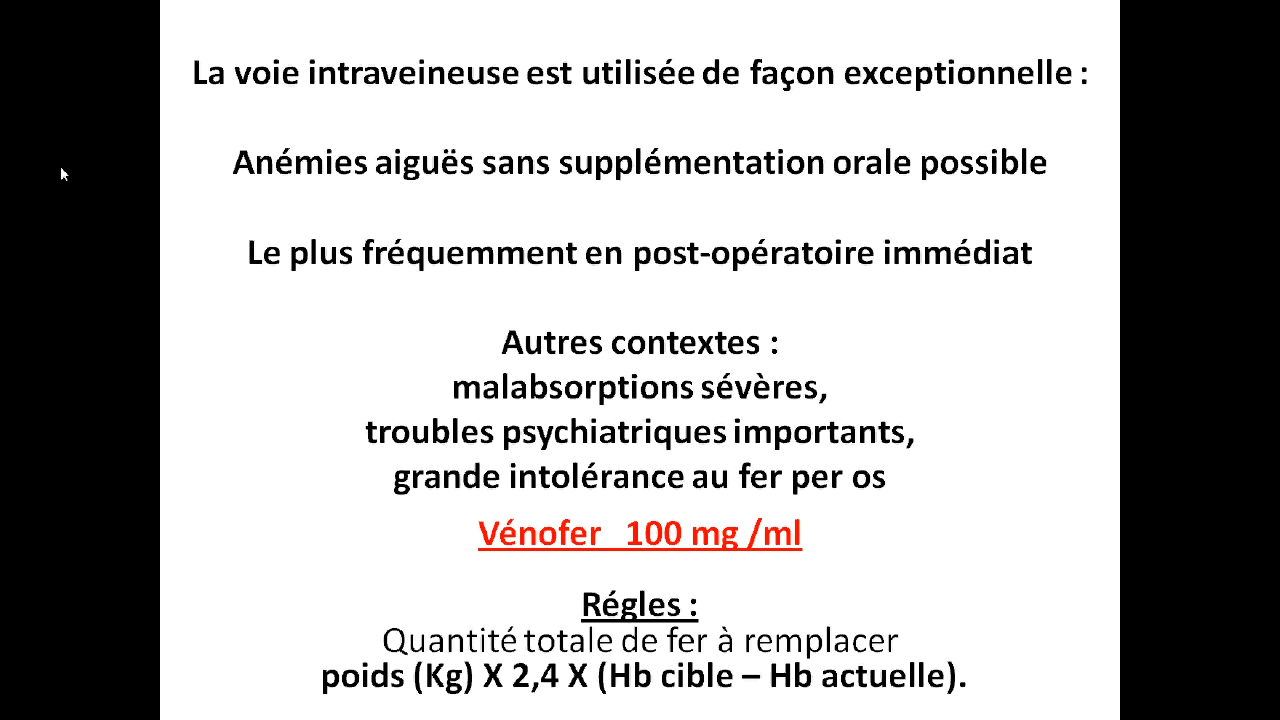 La voie intraveineuse est utilisée de façon exceptionnelle :
Anémies aiguës sans supplémentation orale possible
Le plus fréquemment en post-opératoire immédiat
Autres contextes :
malabsorptions sévères,
troubles psychiatriques importants,
grande intolérance au fer per os
Vénofer 100 mg /ml
Régles :
Quantité totale de fer à remplacer
poids (Kg) X 2,4 X (Hb cible – Hb actuelle).